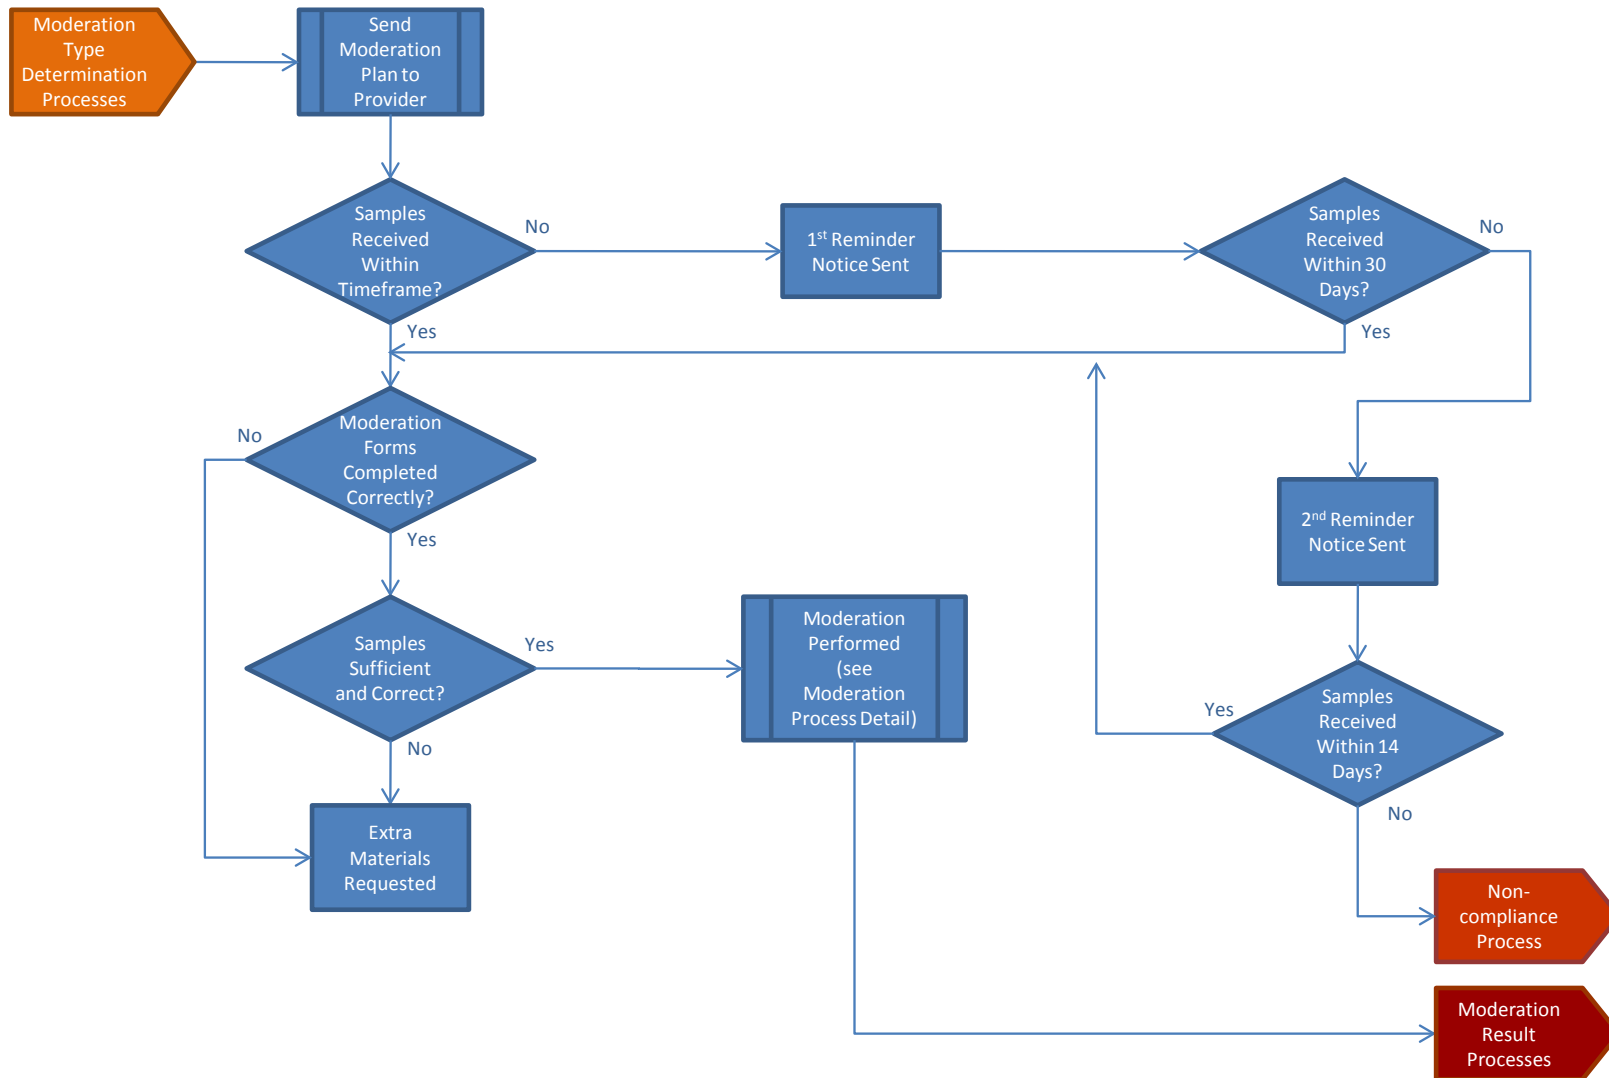 Moderation
Type
Determination
Processes
Send
Moderation
Plan to
Provider
Samples
Received
Within
Timeframe?
No
1st Reminder
Notice Sent
Samples
Received
Within 30
Days?
No
Yes
Yes
Moderation
Forms
Completed
Correctly?
No
Yes
2nd Reminder
Notice Sent
Samples
Sufficient
and Correct?
Yes
No
Moderation
Performed
(see
Moderation
Process Detail)
Samples
Received
Within 14
Days?
Yes
No
Extra
Materials
Requested
Non-
compliance
Process
Moderation
Result
Processes